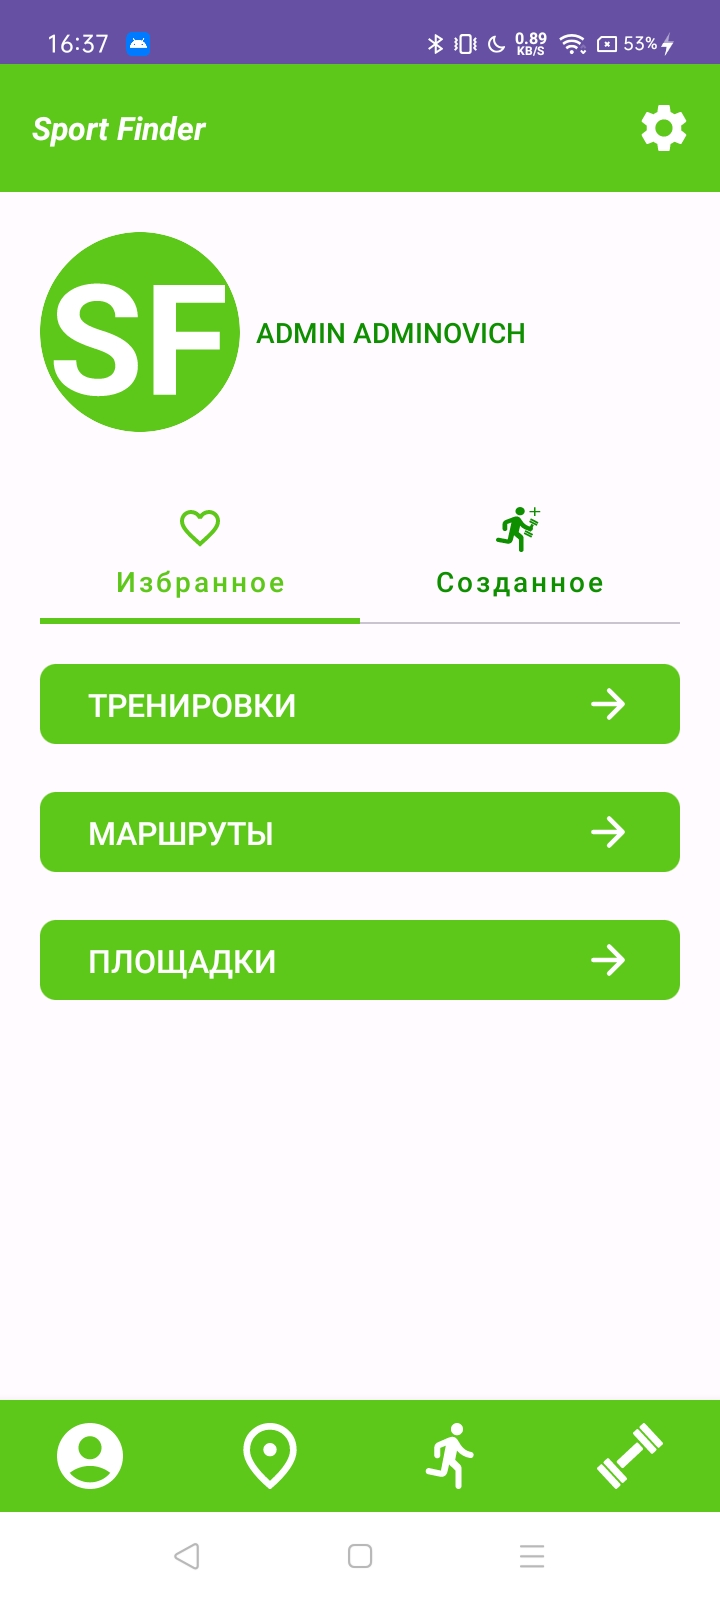 16:37
0.89 KB/S
53%
Sport Finder
SF
ADMIN ADMINOVICH
Избранное
Созданное
ТРЕНИРОВКИ
МАРШРУТЫ
ПЛОЩАДКИ